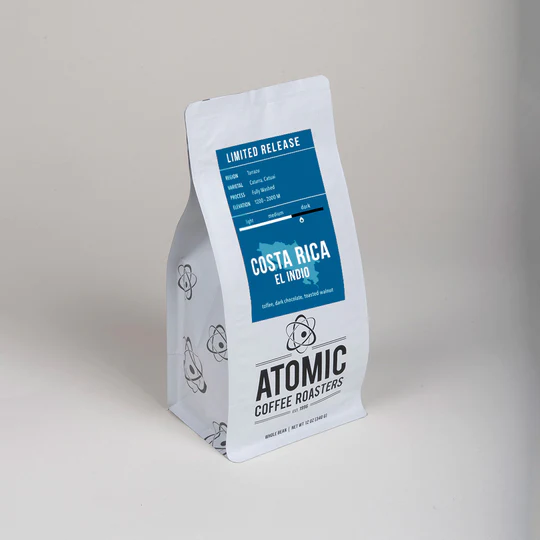 LIMITED RELEASE
REGION Tarrazu
VARIETAL Caturra, Catuai
PROCESS Fully Washed
ELEVATION 1200 - 2000 M
light medium dark
COSTA RICA
EL INDIO
toffee, dark chocolate, toasted walnut
ATOMIC
COFFEE ROASTERS
EST. 1996
WHOLE BEAN | NET WT 12 OZ (340 G)